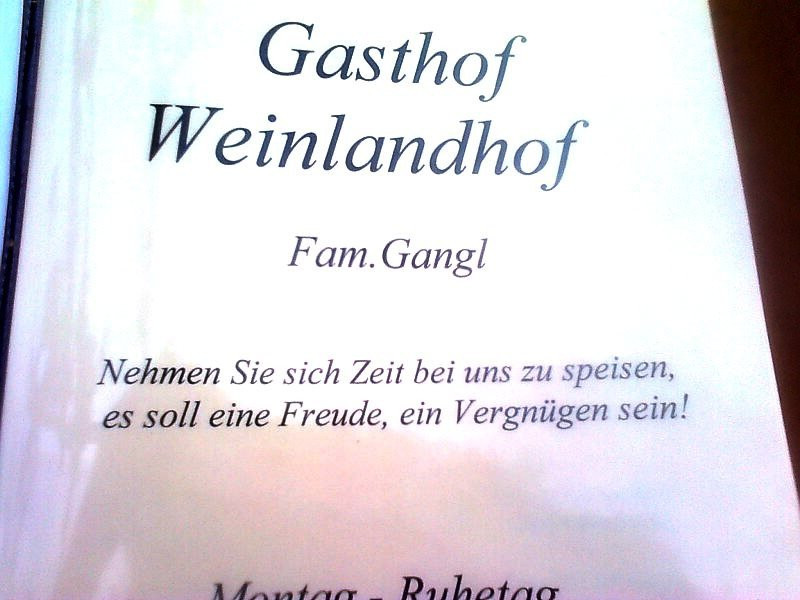 Gasthof
Weinlandhof
Fam.Gangl
Nehmen Sie sich Zeit bei uns zu speisen,
es soll eine Freude, ein Vergnügen sein!
Montag - Ruhetag